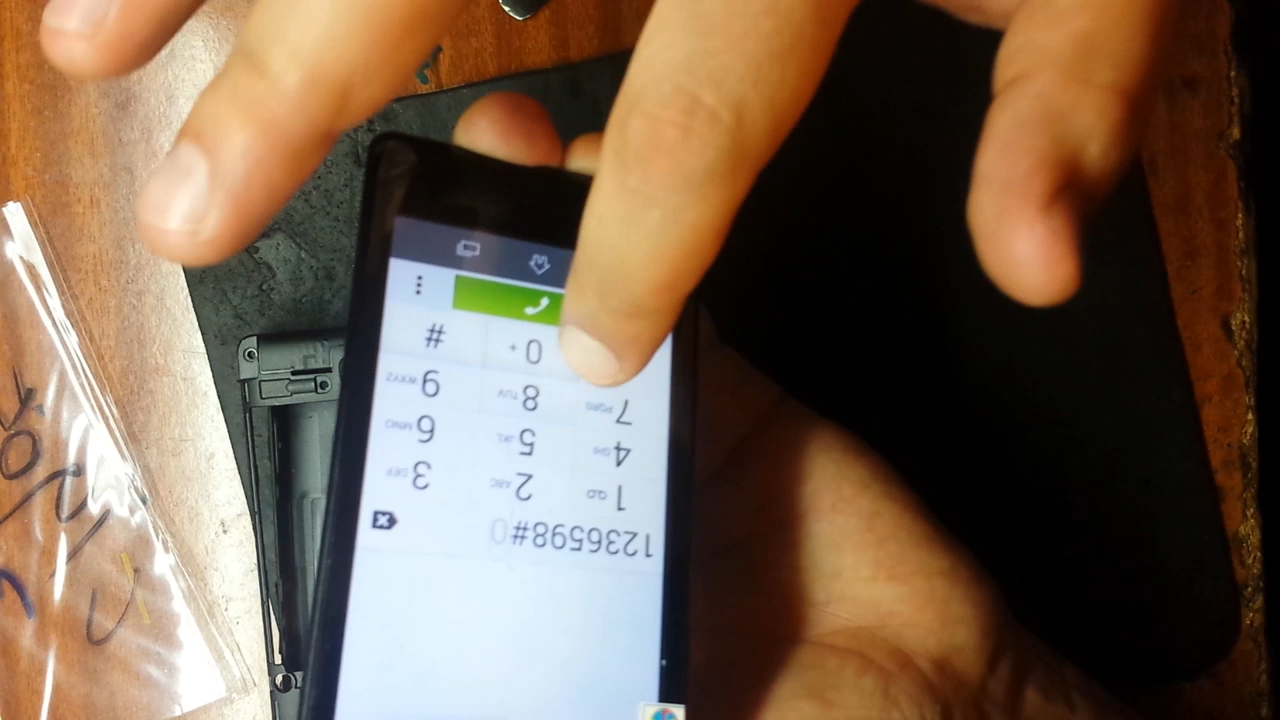 1236598#0
1
2 ABC
3 DEF
4 GHI
5 JKL
6 MNO
7 PQRS
8 TUV
9 WXYZ
0 +
#